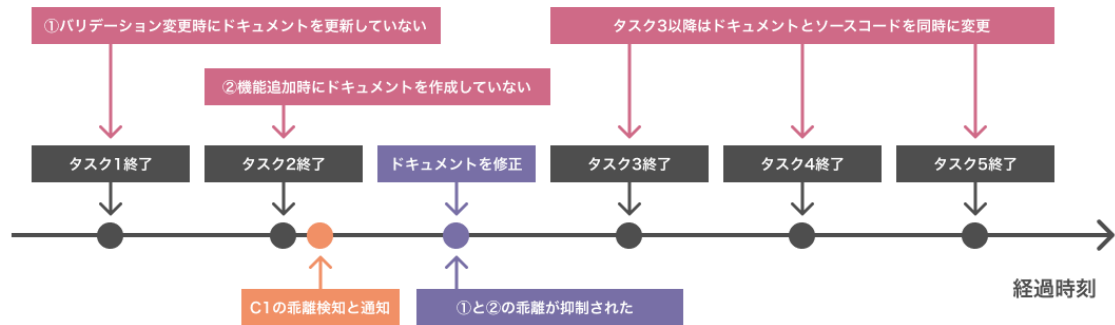 ①バリデーション変更時にドキュメントを更新していない
タスク3以降はドキュメントとソースコードを同時に変更
②機能追加時にドキュメントを作成していない
タスク1終了
タスク2終了
ドキュメントを修正
タスク3終了
タスク4終了
タスク5終了
経過時刻
C1の乖離検知と通知
①と②の乖離が抑制された